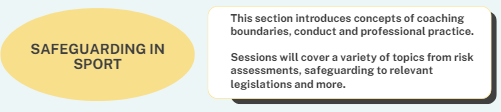 SAFEGUARDING IN
SPORT
This section introduces concepts of coaching
boundaries, conduct and professional practice.
Sessions will cover a variety of topics from risk
assessments, safeguarding to relevant
legislations and more.